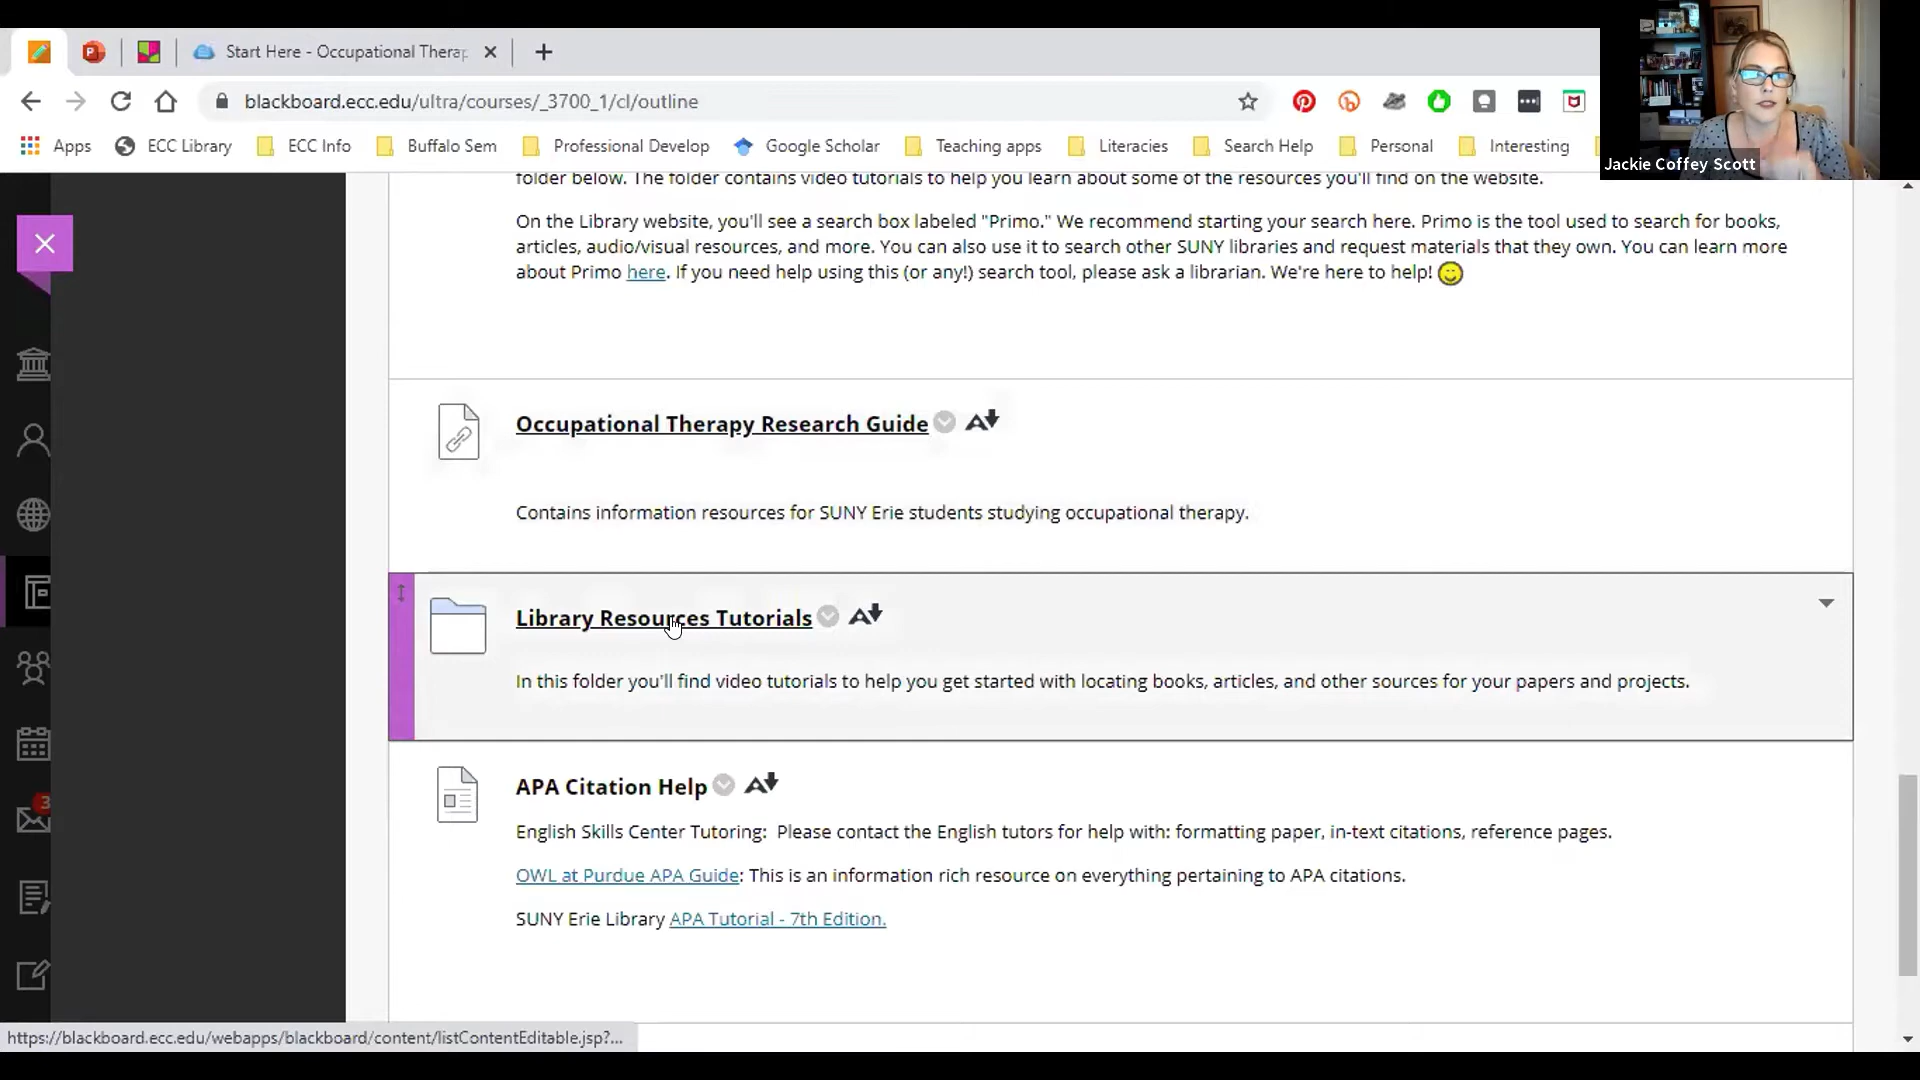 Start Here - Occupational Therap
blackboard.ecc.edu/ultra/courses/_3700_1/cl/outline
Apps ECC Library ECC Info Buffalo Sem Professional Develop Google Scholar Teaching apps Literacies Search Help Personal Interesting
Jackie Coffey Scott
folder below. The folder contains video tutorials to help you learn about some of the resources you'll find on the website.
On the Library website, you'll see a search box labeled "Primo." We recommend starting your search here. Primo is the tool used to search for books,
articles, audio/visual resources, and more. You can also use it to search other SUNY libraries and request materials that they own. You can learn more
about Primo here. If you need help using this (or any!) search tool, please ask a librarian. We're here to help!
Occupational Therapy Research Guide
Contains information resources for SUNY Erie students studying occupational therapy.
Library Resources Tutorials
In this folder you'll find video tutorials to help you get started with locating books, articles, and other sources for your papers and projects.
APA Citation Help
English Skills Center Tutoring: Please contact the English tutors for help with: formatting paper, in-text citations, reference pages.
OWL at Purdue APA Guide: This is an information rich resource on everything pertaining to APA citations.
SUNY Erie Library APA Tutorial - 7th Edition.
3
https://blackboard.ecc.edu/webapps/blackboard/content/listContentEditable.jsp?...